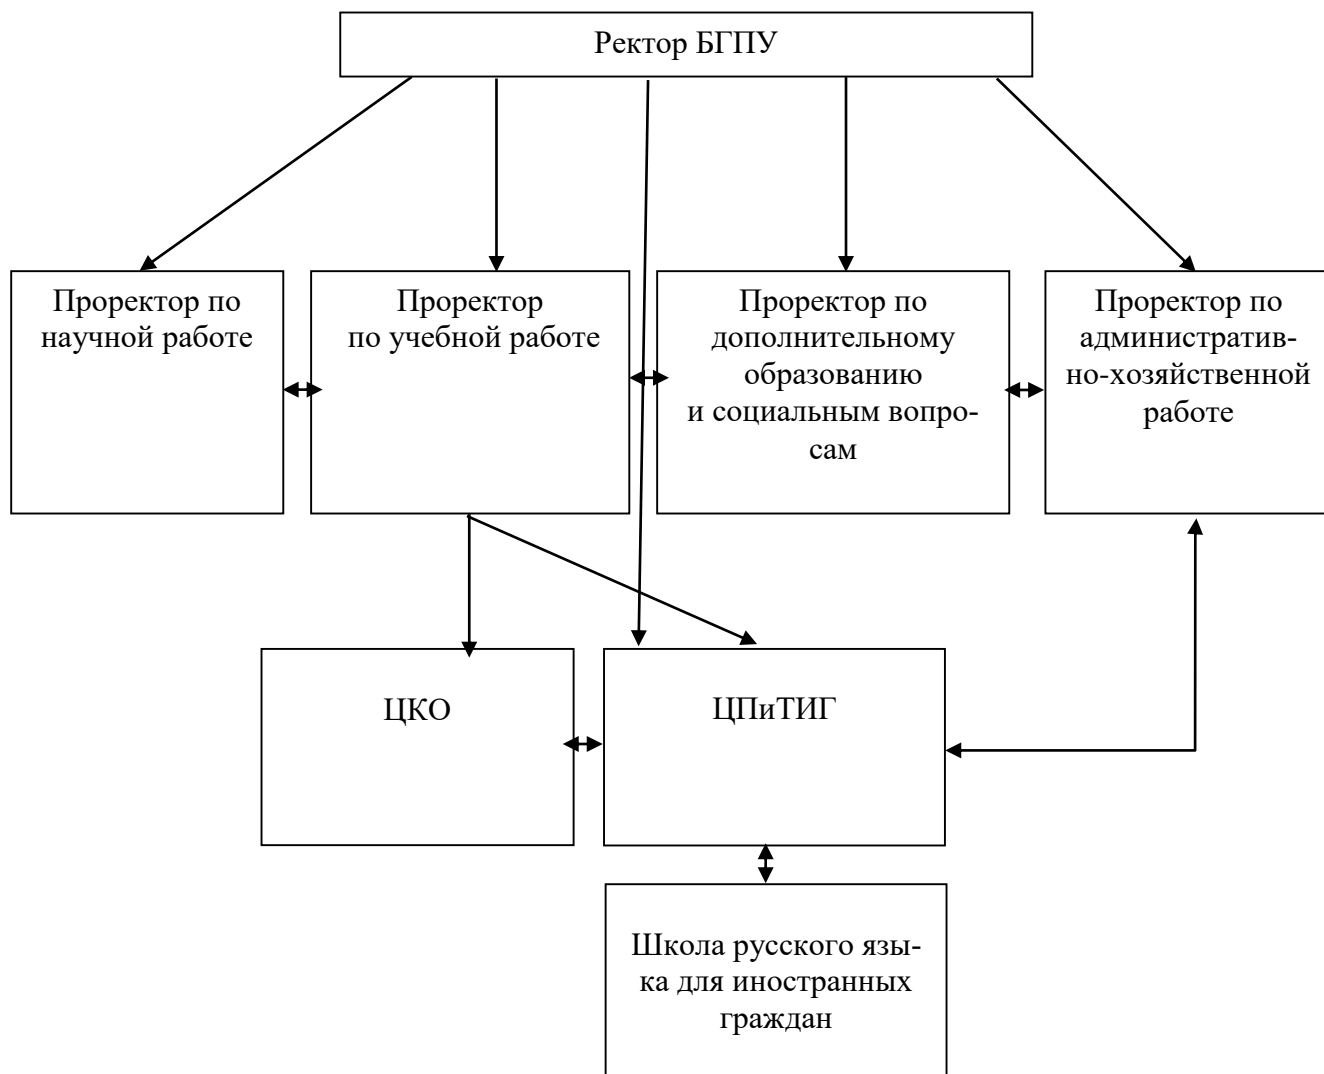 Ректор БГПУ
Проректор по
научной работе
Проректор
по учебной работе
Проректор по
дополнительному
образованию
и социальным вопро-
сам
Проректор по
административ-
но-хозяйственной
работе
ЦКО
ЦПиТИГ
Школа русского язы-
ка для иностранных
граждан